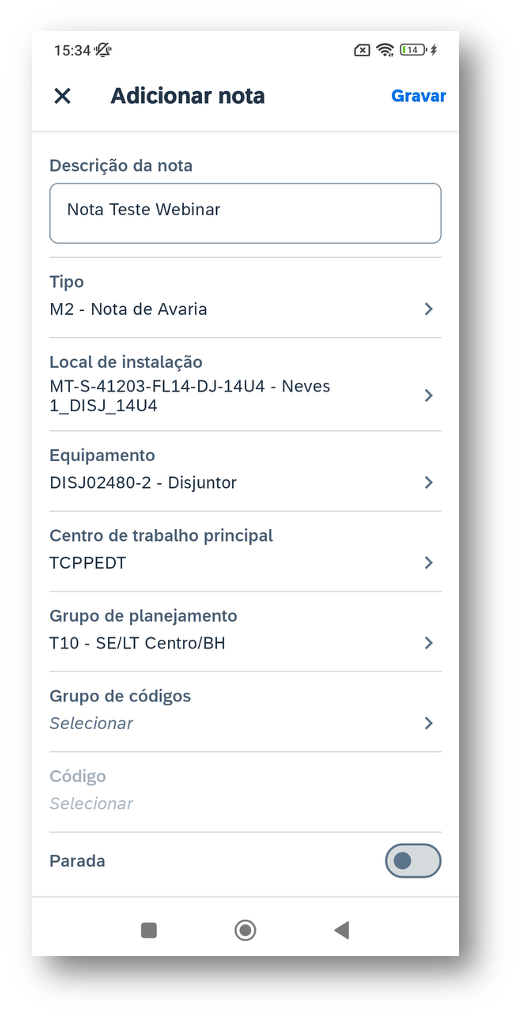 15:34
14
Adicionar nota
Gravar
Descrição da nota
Nota Teste Webinar
Tipo
M2 - Nota de Avaria
Local de instalação
MT-S-41203-FL14-DJ-14U4 - Neves
1_DISJ_14U4
Equipamento
DISJ02480-2 - Disjuntor
Centro de trabalho principal
TCPPEDT
Grupo de planejamento
T10 - SE/LT Centro/BH
Grupo de códigos
Selecionar
Código
Selecionar
Parada